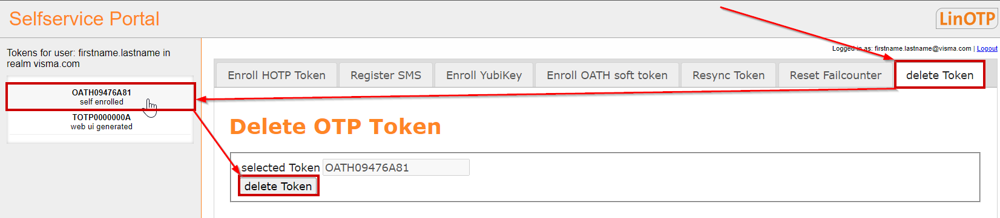 Selfservice Portal
LinOTP
Logged in as: firstname.lastname@visma.com | Logout
Tokens for user: firstname.lastname in
realm visma.com
OATH09476A81
self enrolled
TOTP0000000A
web ui generated
Enroll HOTP Token
Register SMS
Enroll YubiKey
Enroll OATH soft token
Resync Token
Reset Failcounter
delete Token
Delete OTP Token
selected Token OATH09476A81
delete Token